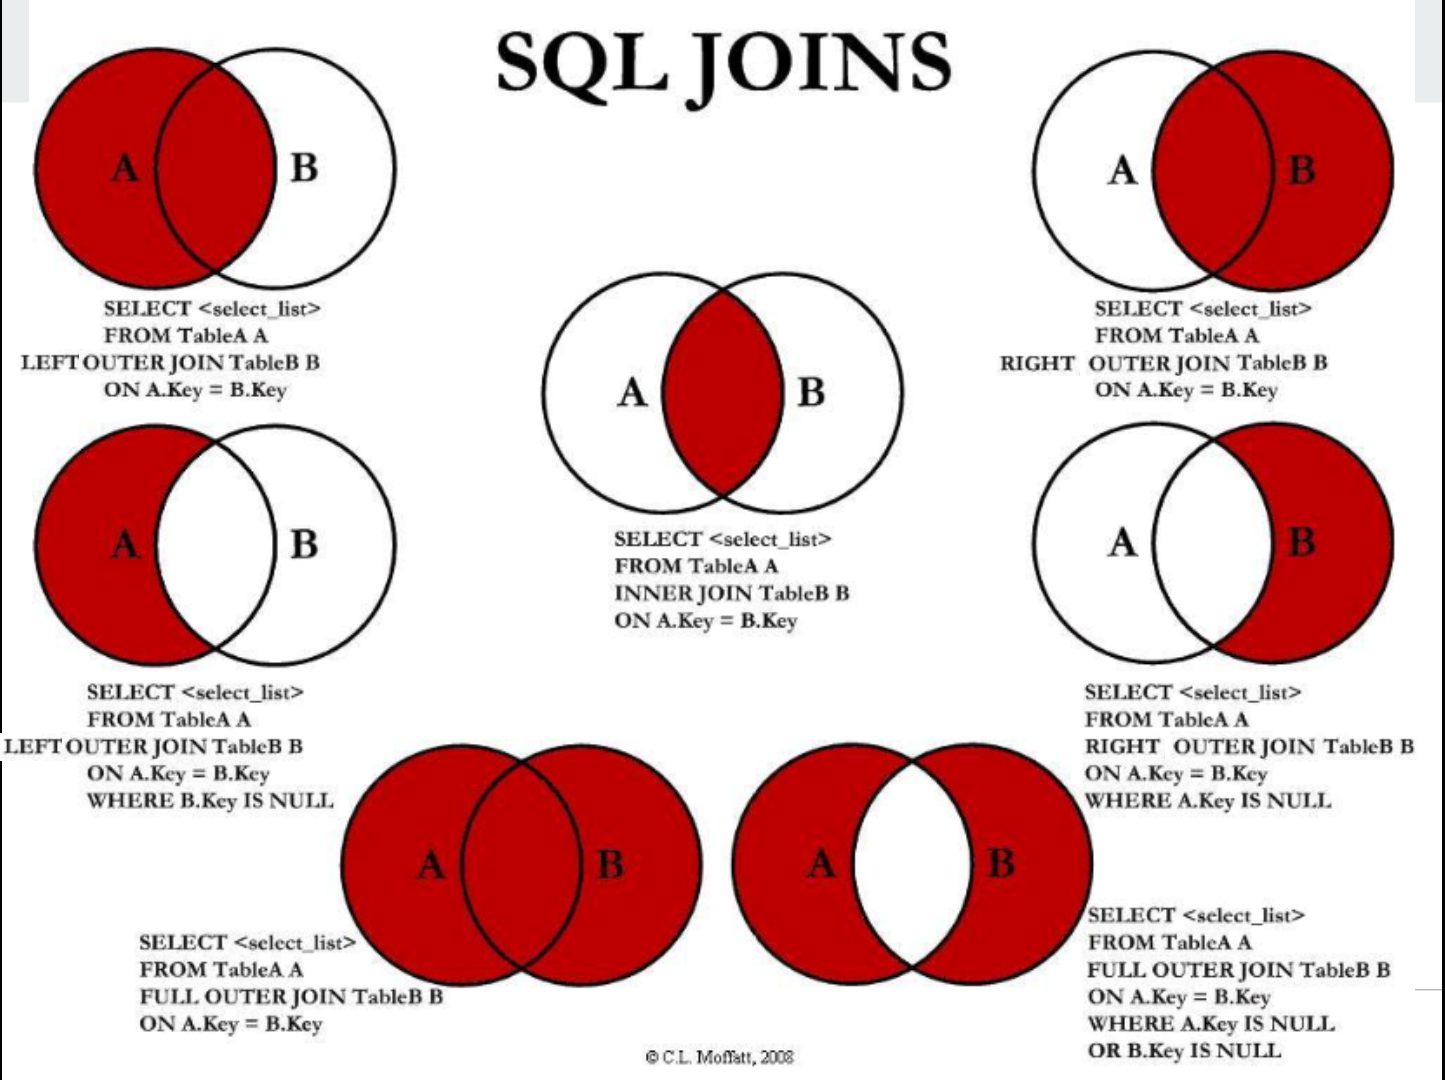 SQL JOINS
A B
SELECT <select_list>
FROM TableA A
LEFT OUTER JOIN TableB B
ON A.Key = B.Key
A B
SELECT <select_list>
FROM TableA A
RIGHT OUTER JOIN TableB B
ON A.Key = B.Key
A B
SELECT <select_list>
FROM TableA A
INNER JOIN TableB B
ON A.Key = B.Key
A B
SELECT <select_list>
FROM TableA A
LEFT OUTER JOIN TableB B
ON A.Key = B.Key
WHERE B.Key IS NULL
A B
SELECT <select_list>
FROM TableA A
RIGHT OUTER JOIN TableB B
ON A.Key = B.Key
WHERE A.Key IS NULL
A B
SELECT <select_list>
FROM TableA A
FULL OUTER JOIN TableB B
ON A.Key = B.Key
A B
SELECT <select_list>
FROM TableA A
FULL OUTER JOIN TableB B
ON A.Key = B.Key
WHERE A.Key IS NULL
OR B.Key IS NULL
© C.L. Moffatt, 2008